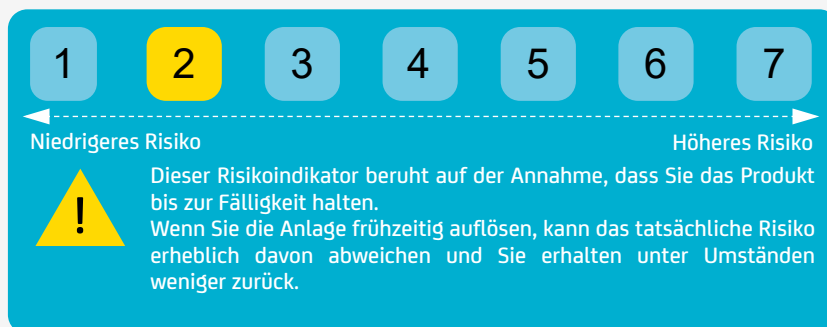 1 2 3 4 5 6 7
Niedrigeres Risiko Höheres Risiko
!
Dieser Risikoindikator beruht auf der Annahme, dass Sie das Produkt
bis zur Fälligkeit halten.
Wenn Sie die Anlage frühzeitig auflösen, kann das tatsächliche Risiko
erheblich davon abweichen und Sie erhalten unter Umständen
weniger zurück.